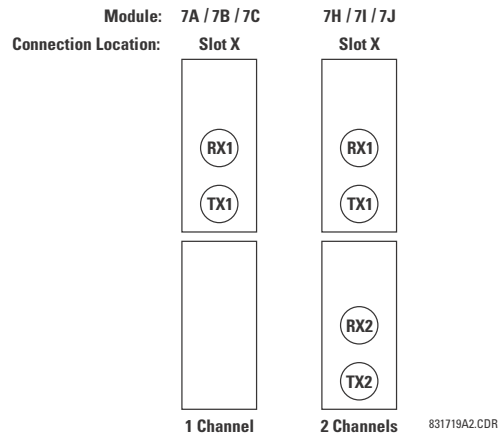 Module: 7A / 7B / 7C 7H / 7I / 7J
Connection Location: Slot X Slot X
RX1 RX1
TX1 TX1
RX2
TX2
1 Channel 2 Channels 831719A2.CDR